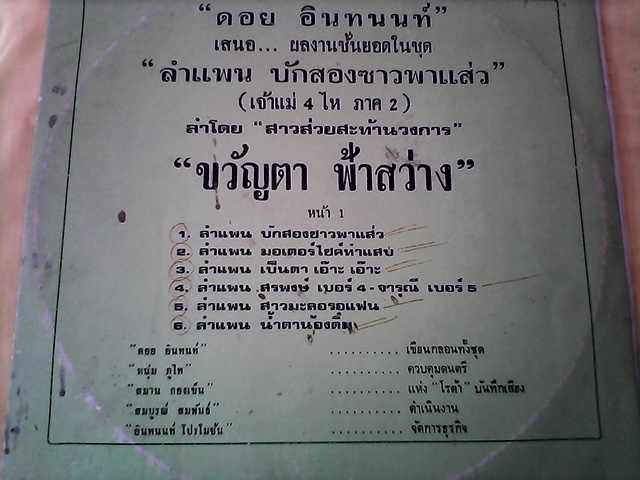 “ดอย อินทนนท์”
เสนอ... ผลงานชั้นยอดในชุด
“ลำแพน บักสองซาวพาแส่ว”
(เจ้าแม่ 4 ไห ภาค 2)
ลำโดย “สาวส่วยสะท้านวงการ”
“ขวัญตา ฟ้าสว่าง”
หน้า 1
1. ลำแพน บักสองซาวพาแส่ว
2. ลำแพน มอเตอร์ไซค์ทำแสบ
3. ลำแพน เบิ่นตา เอ๊าะ เอ๊าะ
4. ลำแพน สรพงษ์ เบอร์ 4 - จารุณี เบอร์ 5
5. ลำแพน สาวมะลอรอแฟน
6. ลำแพน น้ำตาน้องติ๋ม
“ดอย อินทนนท์” .......... เขียนกลอนทั้งชุด
“หนุ่ม ภูไท” .......... ควบคุมดนตรี
“สมาน กองเข็น” .......... แห่ง “โรต้า” บันทึกเสียง
“สมบูรณ์ สมพันธ์” .......... ดำเนินงาน
“อินทนนท์ โปรโมชั่น” .......... จัดการธุรกิจ